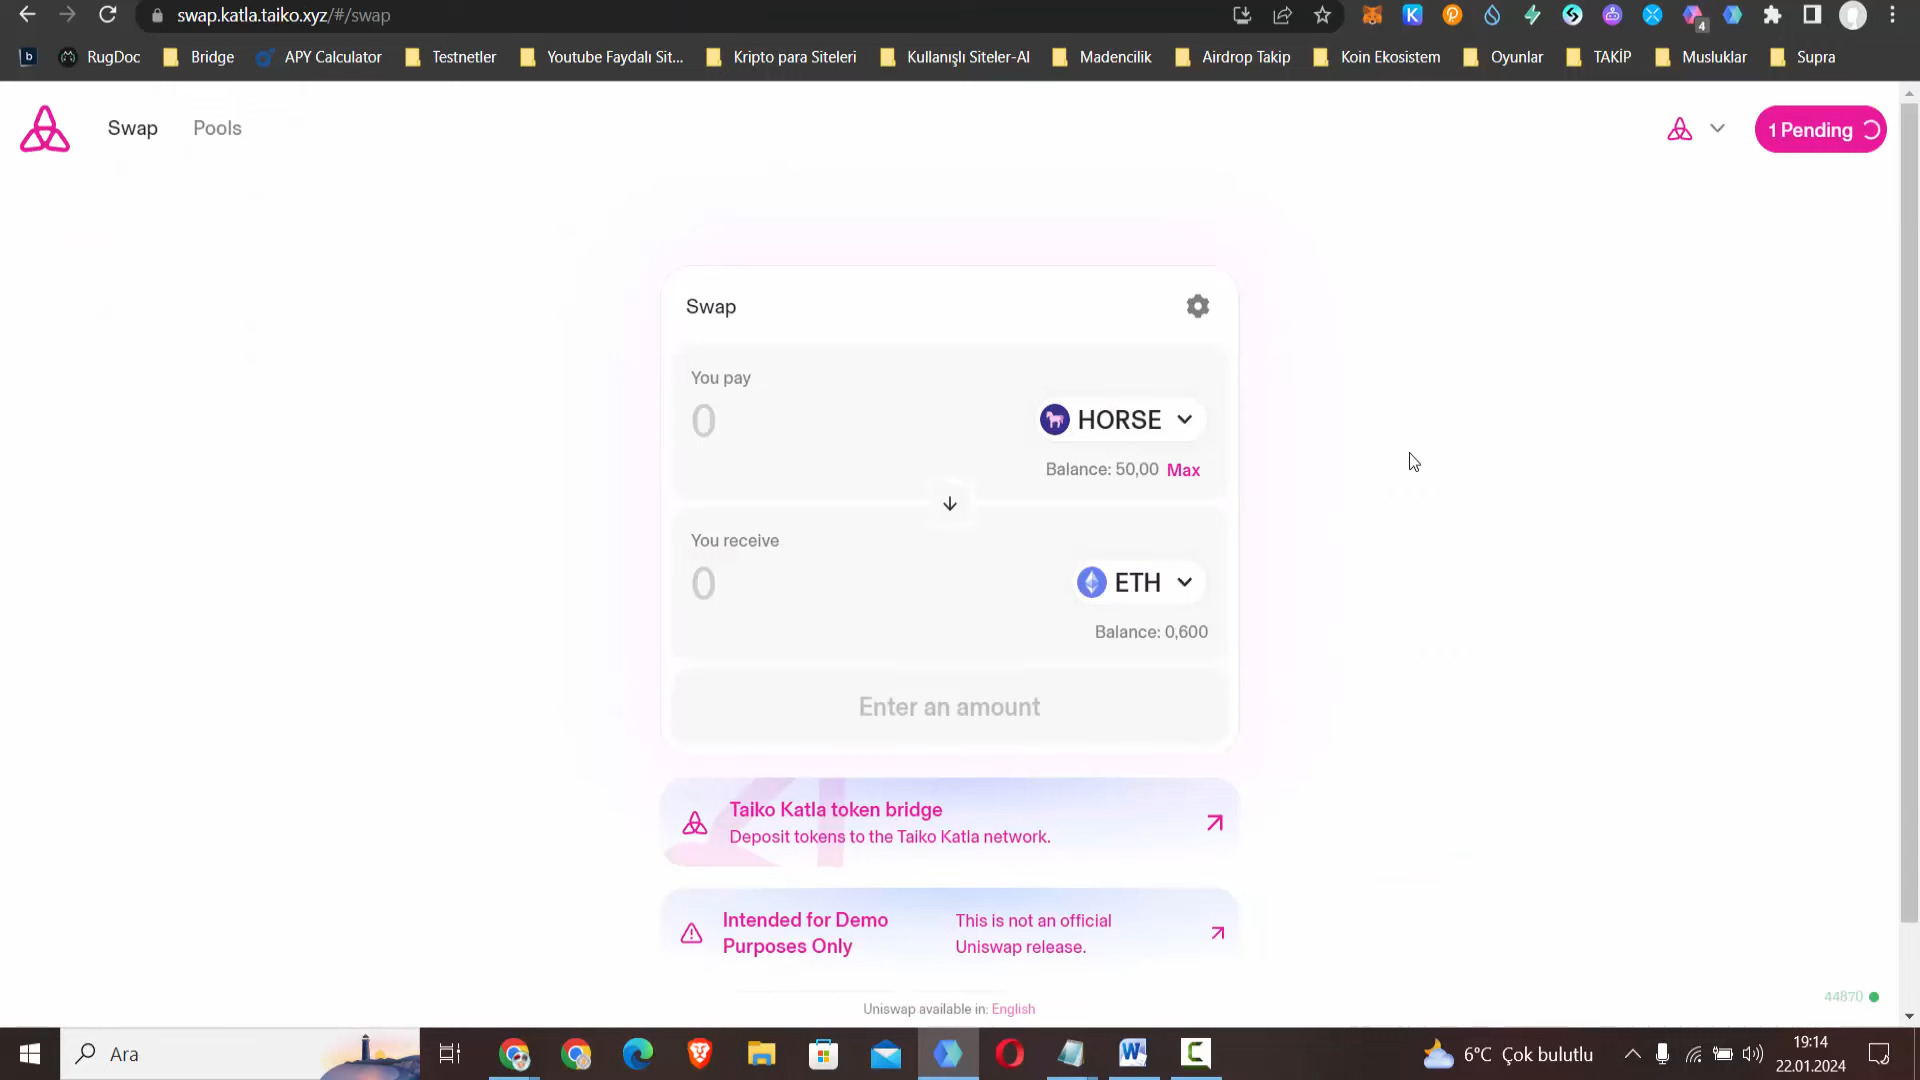 swap.katla.taiko.xyz/#/swap
4
b
RugDoc
Bridge
APY Calculator
Testnetler
Youtube Faydalı Sit...
Kripto para Siteleri
Kullanışlı Siteler-AI
Madencilik
Airdrop Takip
Koin Ekosistem
Oyunlar
TAKİP
Musluklar
Supra
Swap
Pools
1 Pending
Swap
You pay
0
HORSE
Balance: 50,00 Max
You receive
0
ETH
Balance: 0,600
Enter an amount
Taiko Katla token bridge
Deposit tokens to the Taiko Katla network.
Intended for Demo
Purposes Only
This is not an official
Uniswap release.
Uniswap available in: English
44870
Ara
6°C Çok bulutlu
19:14
22.01.2024